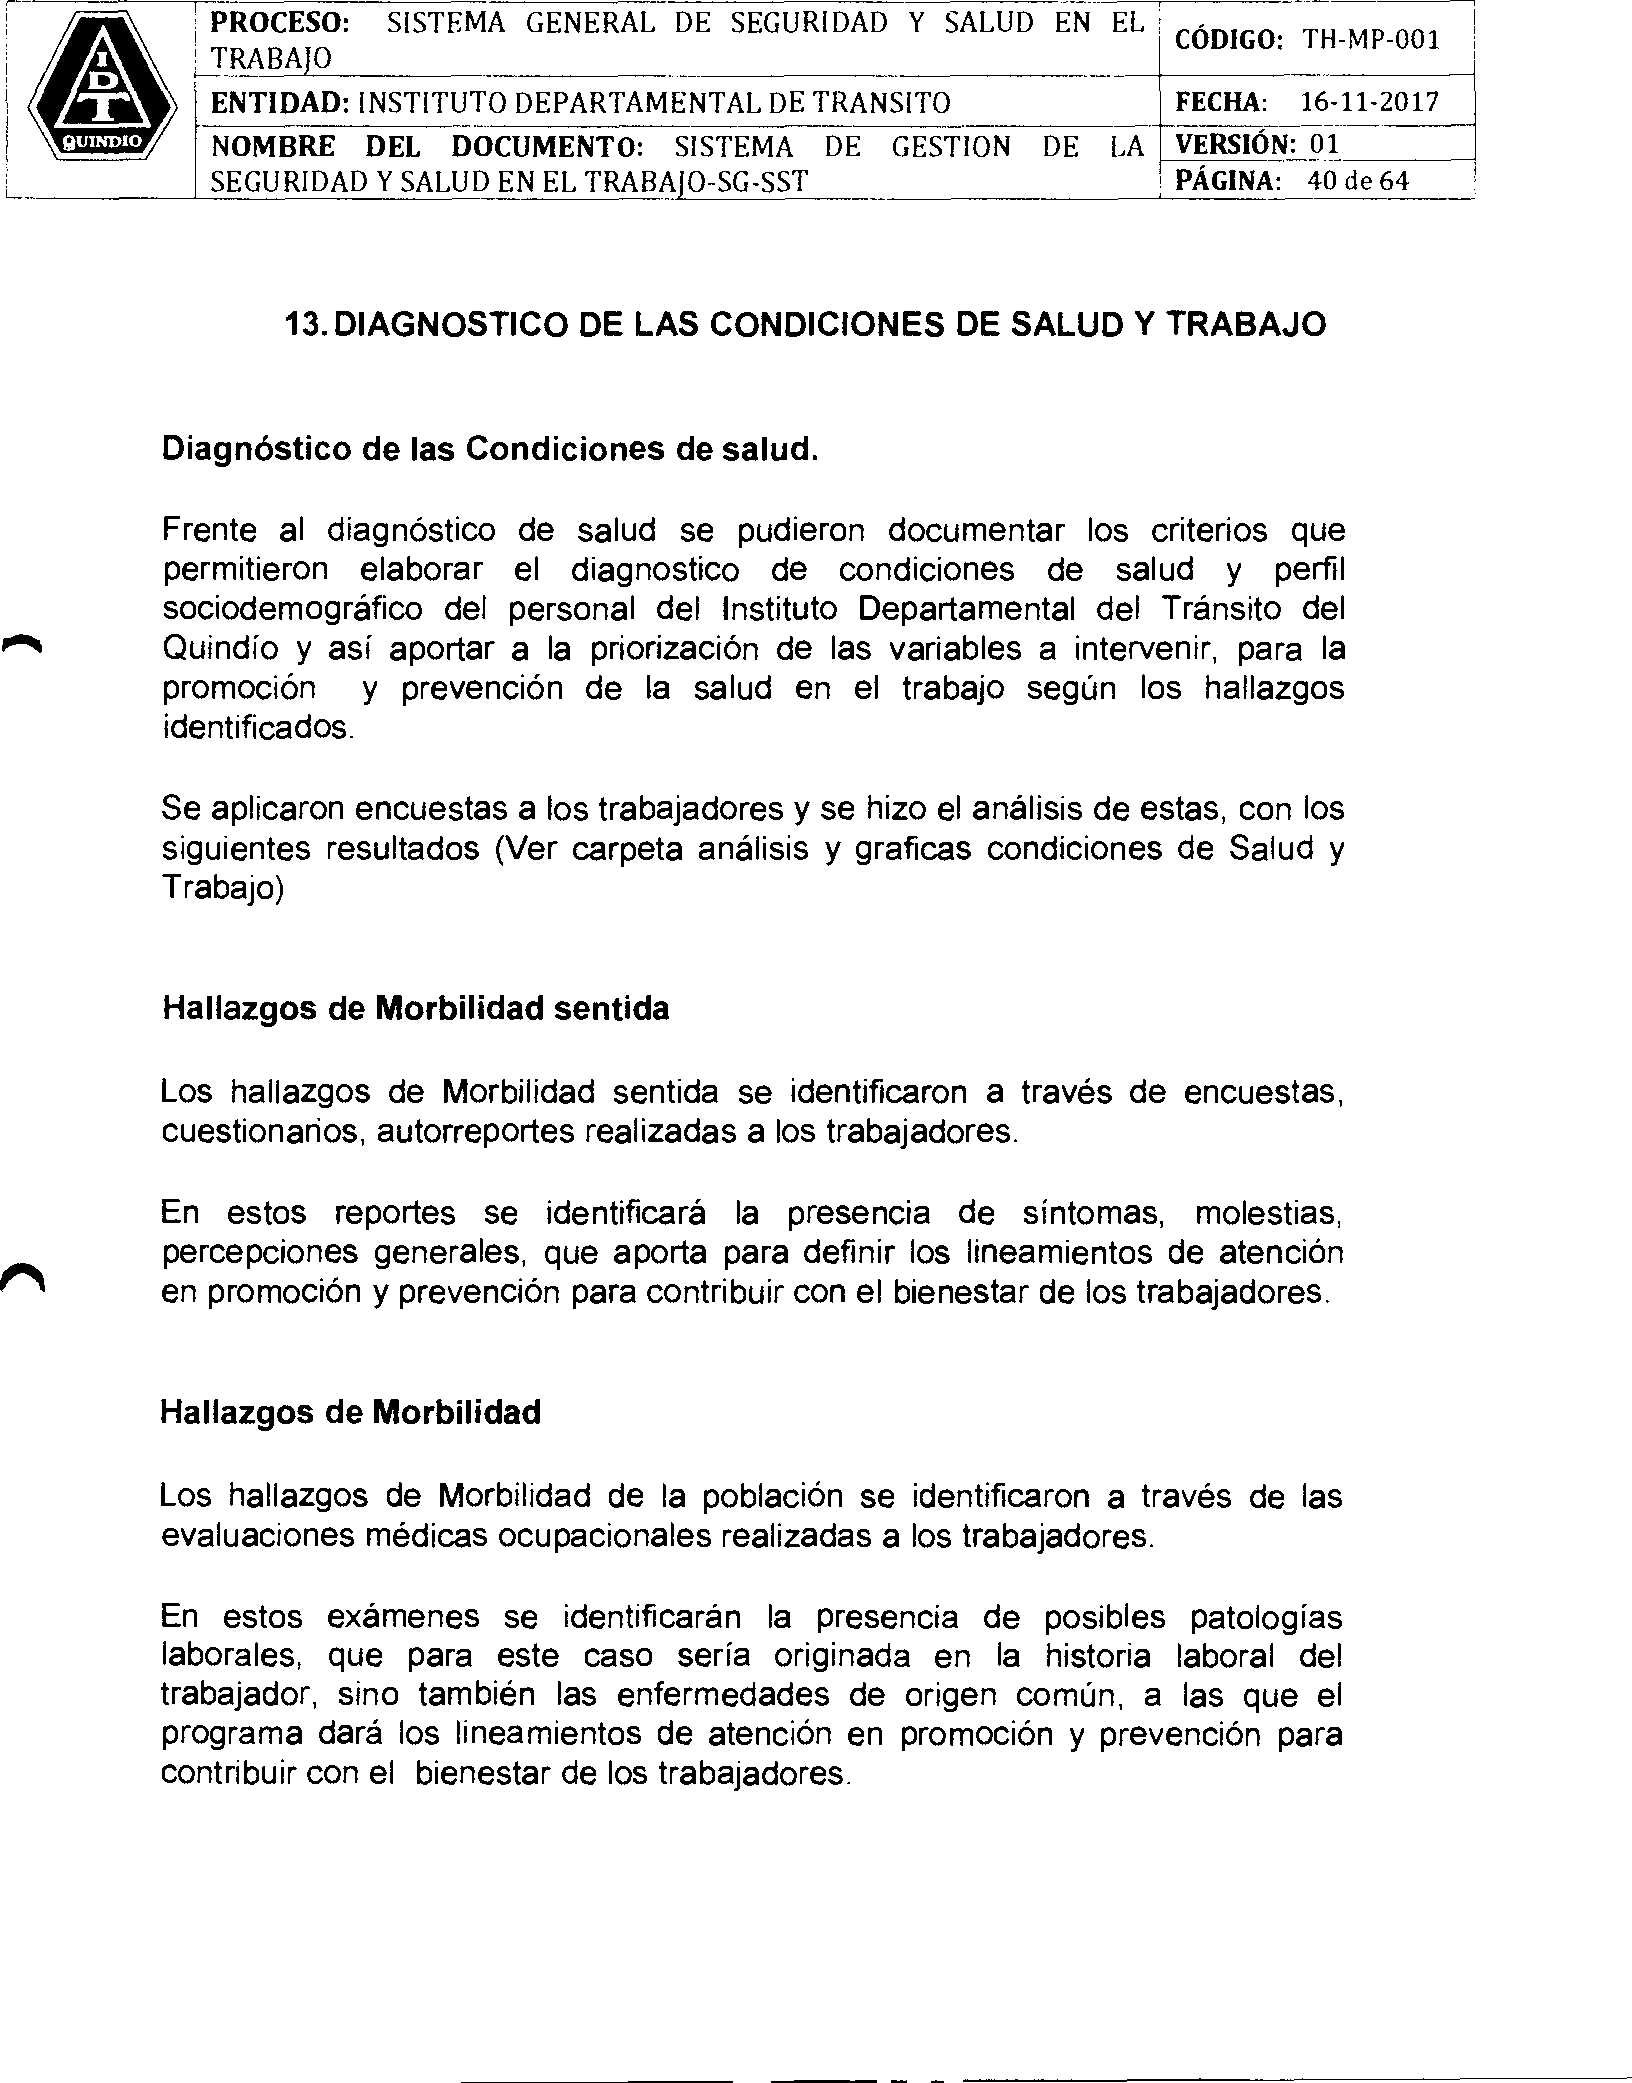 I
D
T
QUINDIO
PROCESO: SISTEMA GENERAL DE SEGURIDAD Y SALUD EN EL
TRABAJO
CÓDIGO: TH-MP-001
ENTIDAD: INSTITUTO DEPARTAMENTAL DE TRANSITO
FECHA: 16-11-2017
NOMBRE DEL DOCUMENTO: SISTEMA DE GESTION DE LA
SEGURIDAD Y SALUD EN EL TRABAJO-SG-SST
VERSIÓN: 01
PÁGINA: 40 de 64
13. DIAGNOSTICO DE LAS CONDICIONES DE SALUD Y TRABAJO
Diagnóstico de las Condiciones de salud.
Frente al diagnóstico de salud se pudieron documentar los criterios que
permitieron elaborar el diagnostico de condiciones de salud y perfil
sociodemográfico del personal del Instituto Departamental del Tránsito del
Quindío y así aportar a la priorización de las variables a intervenir, para la
promoción y prevención de la salud en el trabajo según los hallazgos
identificados.
Se aplicaron encuestas a los trabajadores y se hizo el análisis de estas, con los
siguientes resultados (Ver carpeta análisis y graficas condiciones de Salud y
Trabajo)
Hallazgos de Morbilidad sentida
Los hallazgos de Morbilidad sentida se identificaron a través de encuestas,
cuestionarios, autorreportes realizadas a los trabajadores.
En estos reportes se identificará la presencia de síntomas, molestias,
percepciones generales, que aporta para definir los lineamientos de atención
en promoción y prevención para contribuir con el bienestar de los trabajadores.
Hallazgos de Morbilidad
Los hallazgos de Morbilidad de la población se identificaron a través de las
evaluaciones médicas ocupacionales realizadas a los trabajadores.
En estos exámenes se identificarán la presencia de posibles patologías
laborales, que para este caso sería originada en la historia laboral del
trabajador, sino también las enfermedades de origen común, a las que el
programa dará los lineamientos de atención en promoción y prevención para
contribuir con el bienestar de los trabajadores.